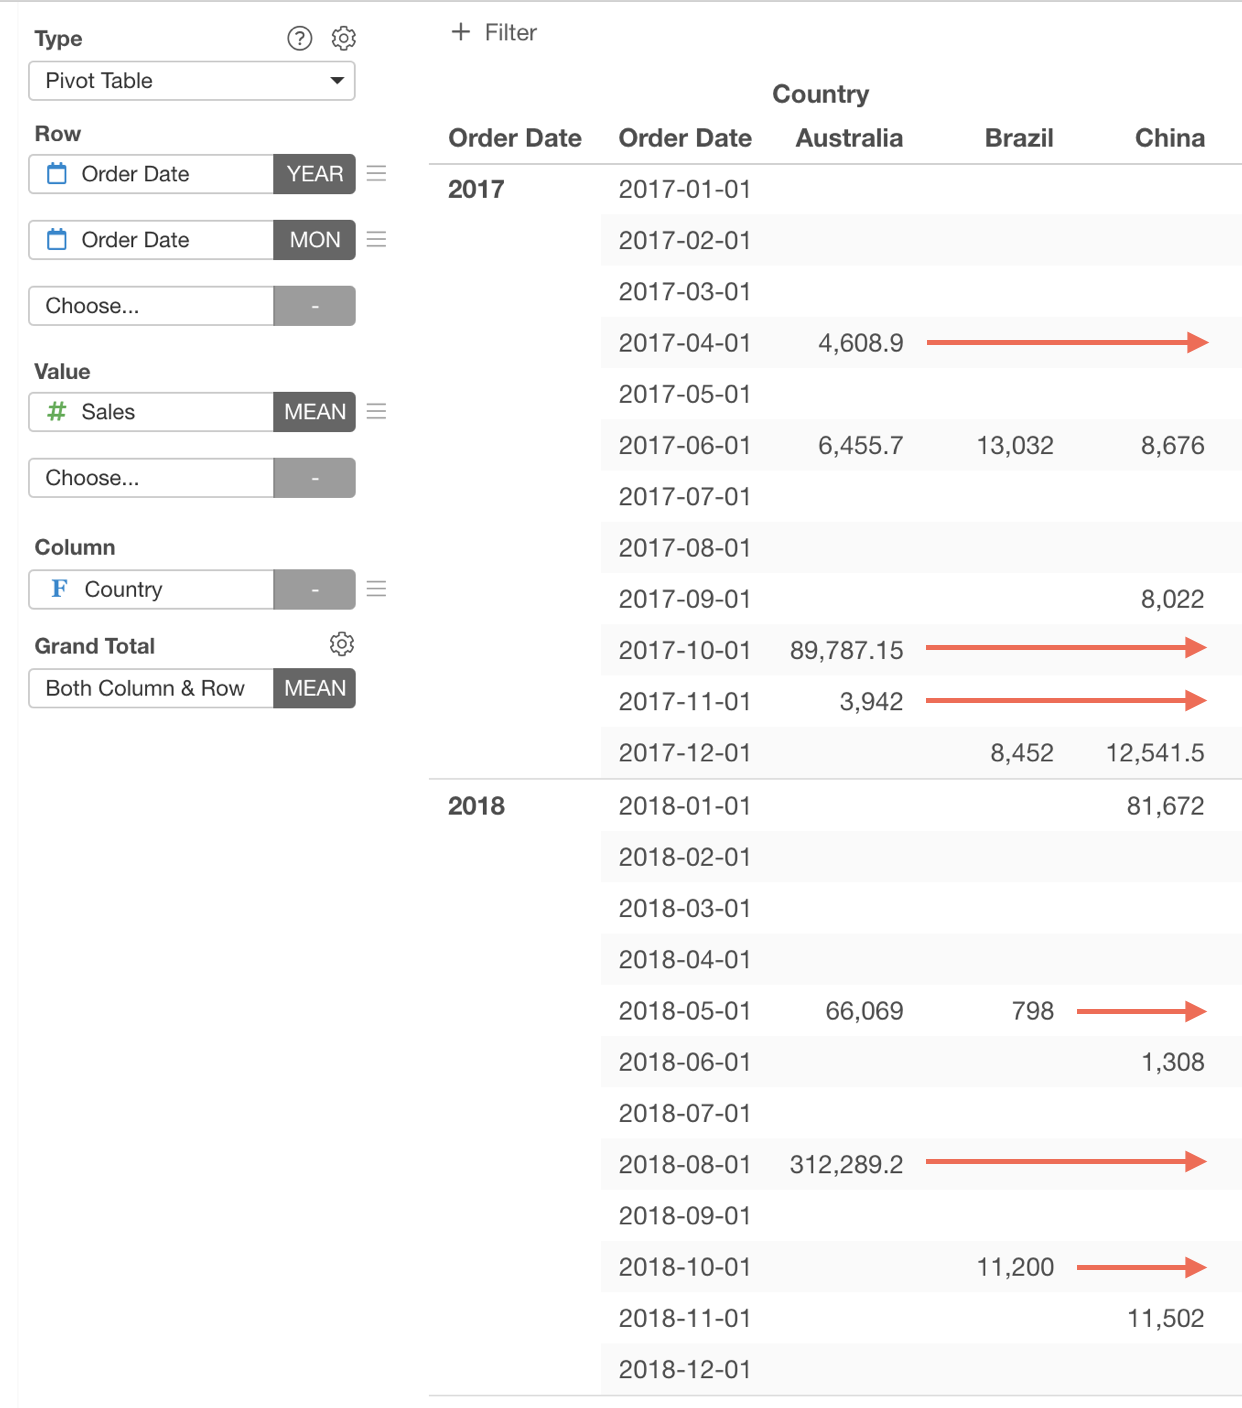 Type ?
Pivot Table
Row
Order Date YEAR
Order Date MON
Choose... -
Value
# Sales MEAN
Choose... -
Column
F Country -
Grand Total
Both Column & Row MEAN
+ Filter
Country
Order Date Order Date Australia Brazil China
2017 2017-01-01
2017-02-01
2017-03-01
2017-04-01 4,608.9
2017-05-01
2017-06-01 6,455.7 13,032 8,676
2017-07-01
2017-08-01
2017-09-01 8,022
2017-10-01 89,787.15
2017-11-01 3,942
2017-12-01 8,452 12,541.5
2018 2018-01-01 81,672
2018-02-01
2018-03-01
2018-04-01
2018-05-01 66,069 798
2018-06-01 1,308
2018-07-01
2018-08-01 312,289.2
2018-09-01
2018-10-01 11,200
2018-11-01 11,502
2018-12-01